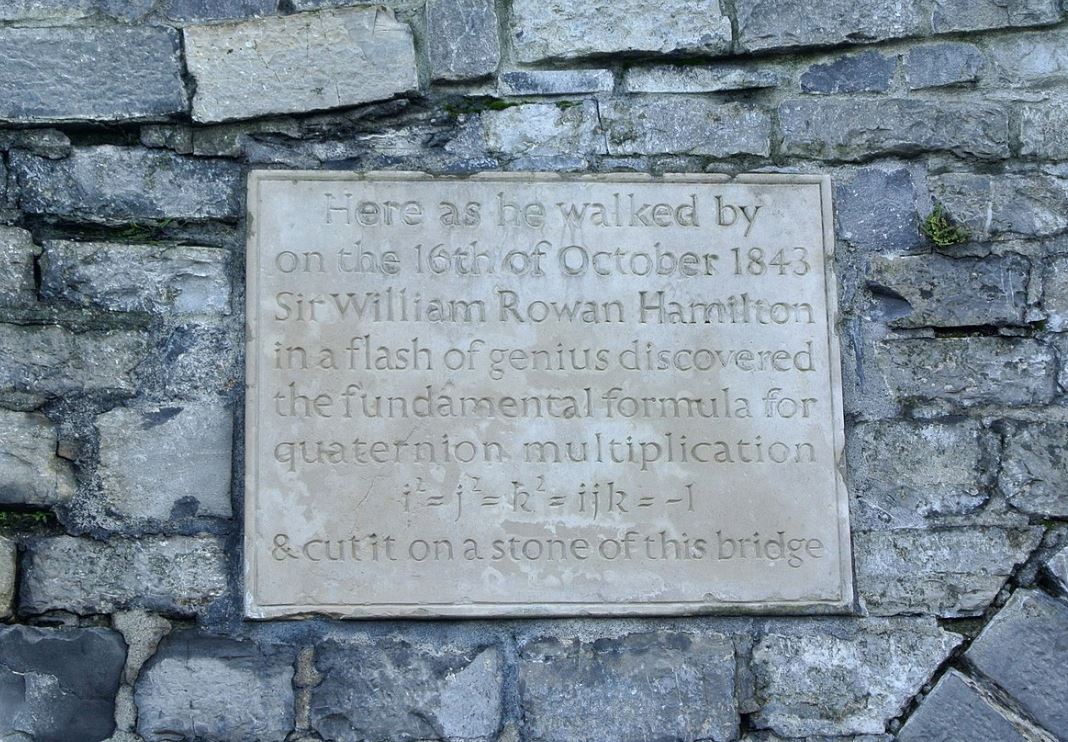 Here as he walked by
on the 16th of October 1843
Sir William Rowan Hamilton
in a flash of genius discovered
the fundamental formula for
quaternion multiplication
i² = j² = k² = ijk = -1
& cut it on a stone of this bridge